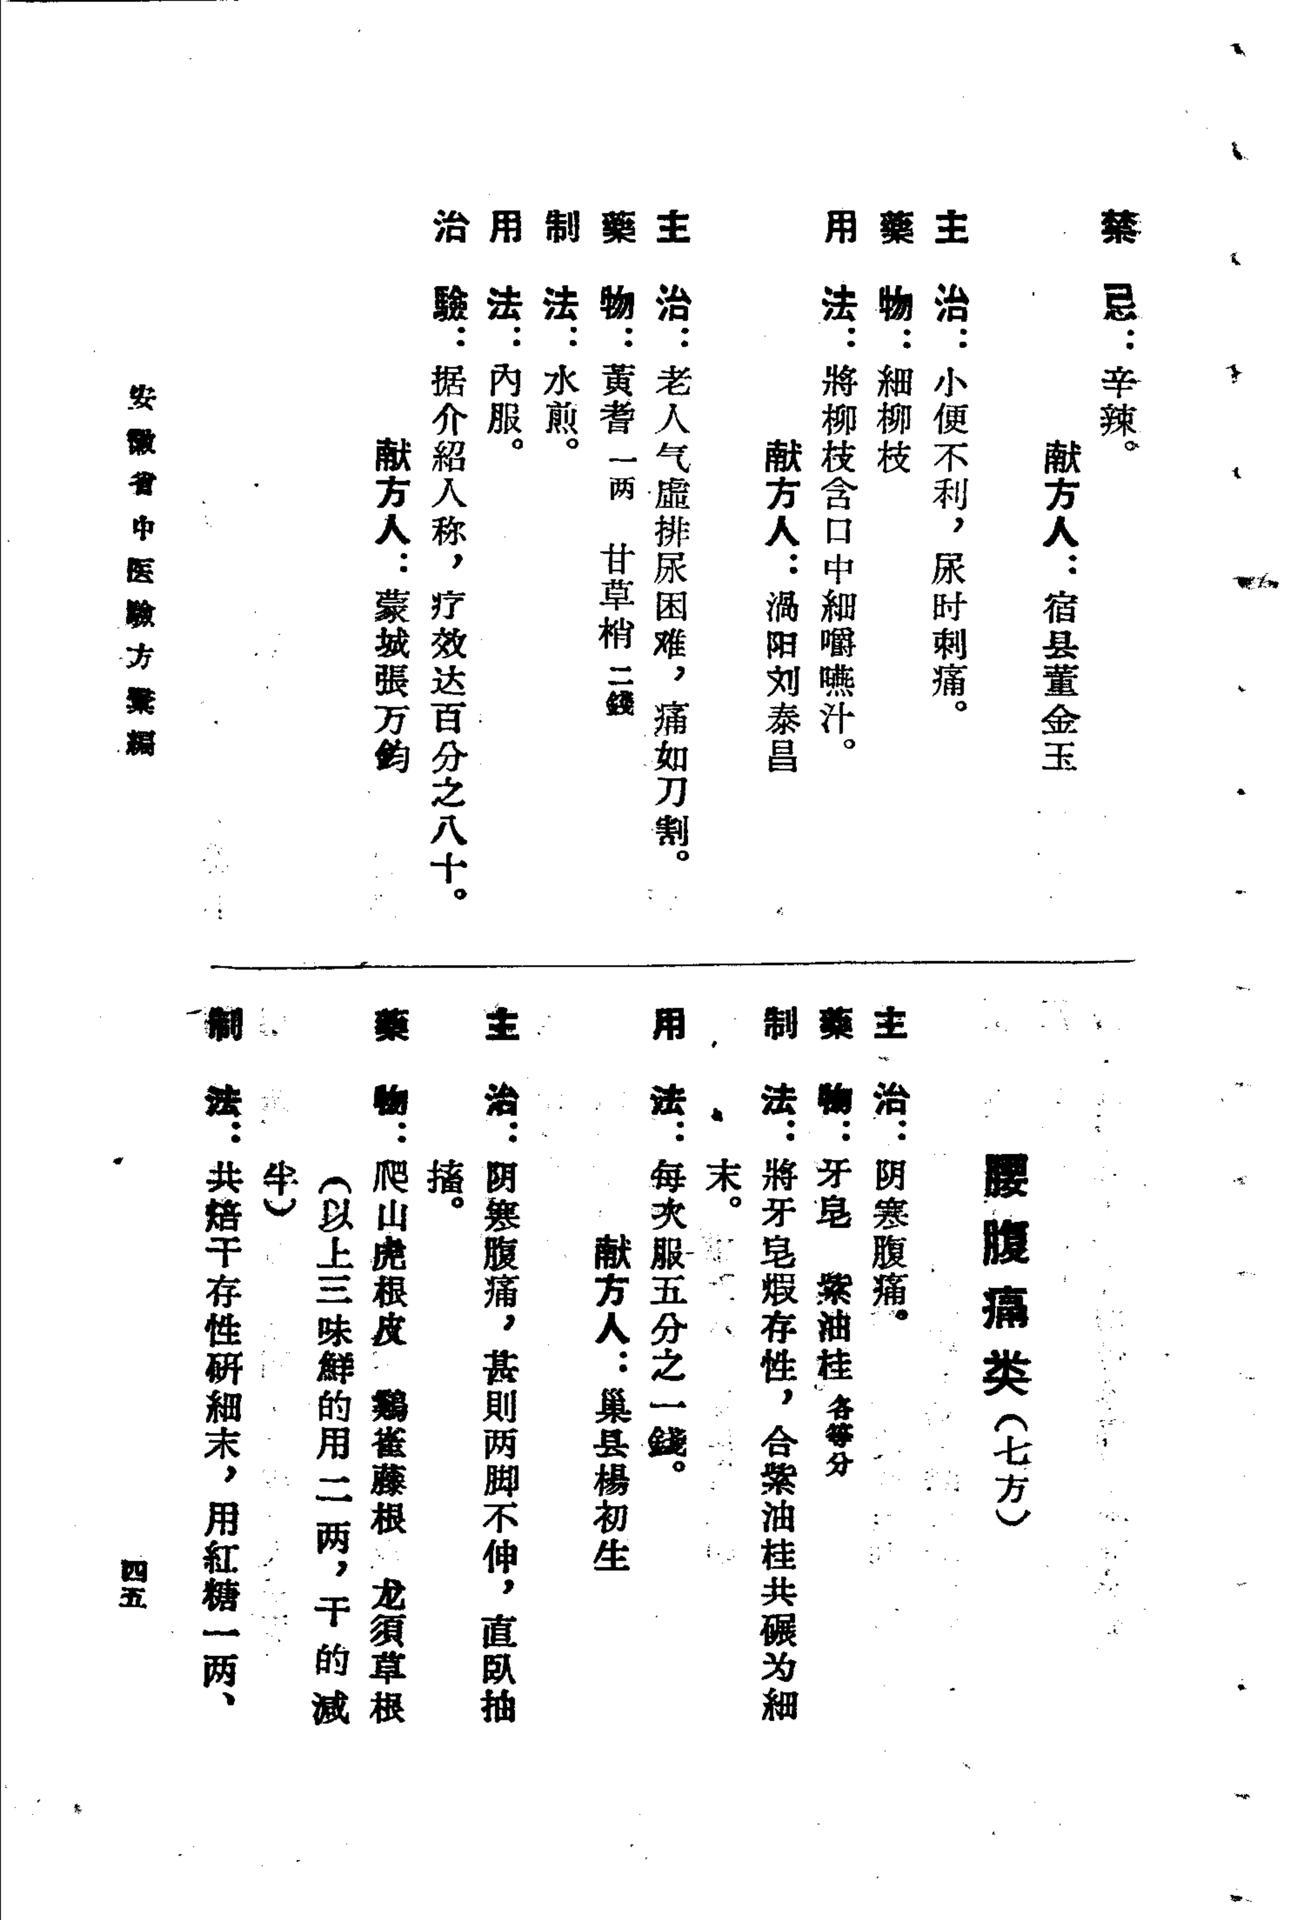 禁忌：辛辣。
献方人：宿县董金玉
主治：小便不利，尿时刺痛。
藥物：細柳枝
用法：將柳枝含口中細嚼嚥汁。
献方人：渦阳刘泰昌
主治：老人气虛排尿困难，痛如刀割。
藥物：黃耆一两　甘草梢二錢
制法：水煎。
用法：內服。
治驗：据介紹人称，疗效达百分之八十。
献方人：蒙城張万鈞
腰腹痛类（七方）
主治：阴寒腹痛。
藥物：牙皂　紫油桂各等分
制法：將牙皂煆存性，合紫油桂共碾为細
末。
用法：每次服五分之一錢。
献方人：巢县楊初生
主治：阴寒腹痛，甚則两脚不伸，直臥抽
搐。
藥物：爬山虎根皮　鷄雀藤根　龙須草根
（以上三味鮮的用二两，干的减
半）
制法：共焙干存性研細末，用紅糖一两、
安徽省中医驗方彙編
四五